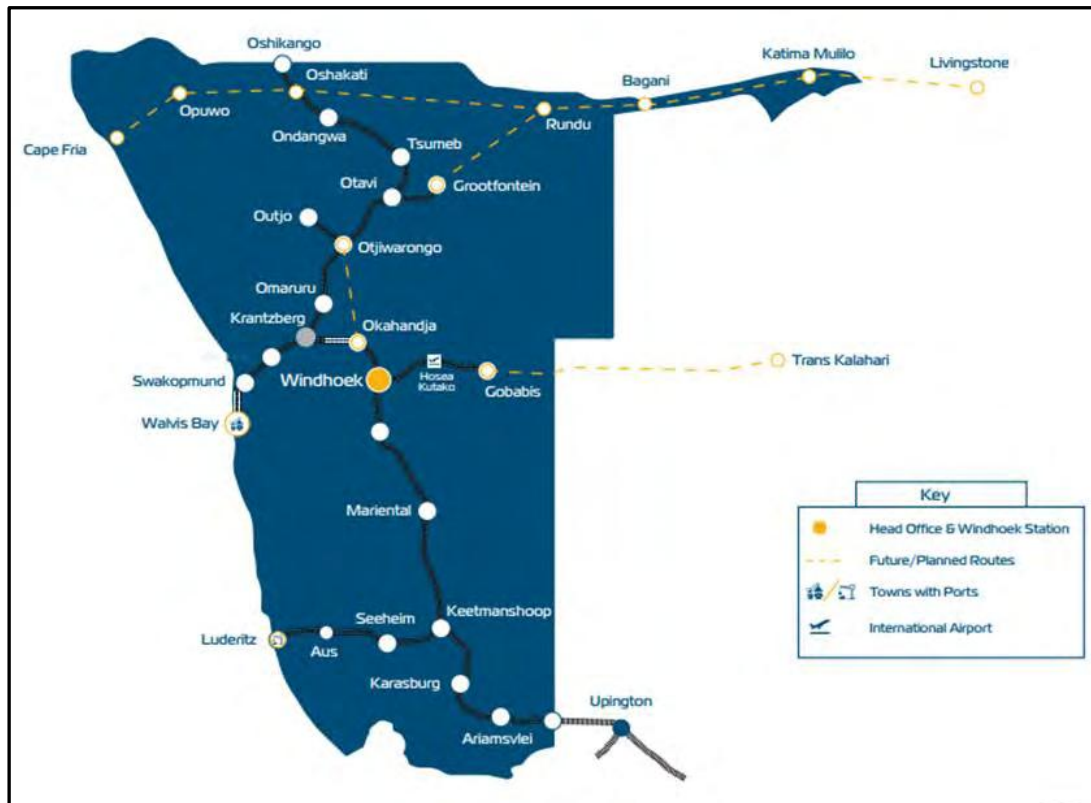 Oshikango
Oshakati
Katima Mulilo
Livingstone
Bagani
Opuwo
Rundu
Ondangwa
Cape Fria
Tsumeb
Otavi
Grootfontein
Outjo
Otjiwarongo
Omaruru
Krantzberg
Okahandja
Trans Kalahari
Swakopmund
Windhoek
Hosea
Kutako
Gobabis
Walvis Bay
Mariental
Key
Head Office & Windhoek Station
Future/Planned Routes
Towns with Ports
International Airport
Keetmanshoop
Seeheim
Luderitz
Aus
Karasburg
Upington
Ariamsvlei